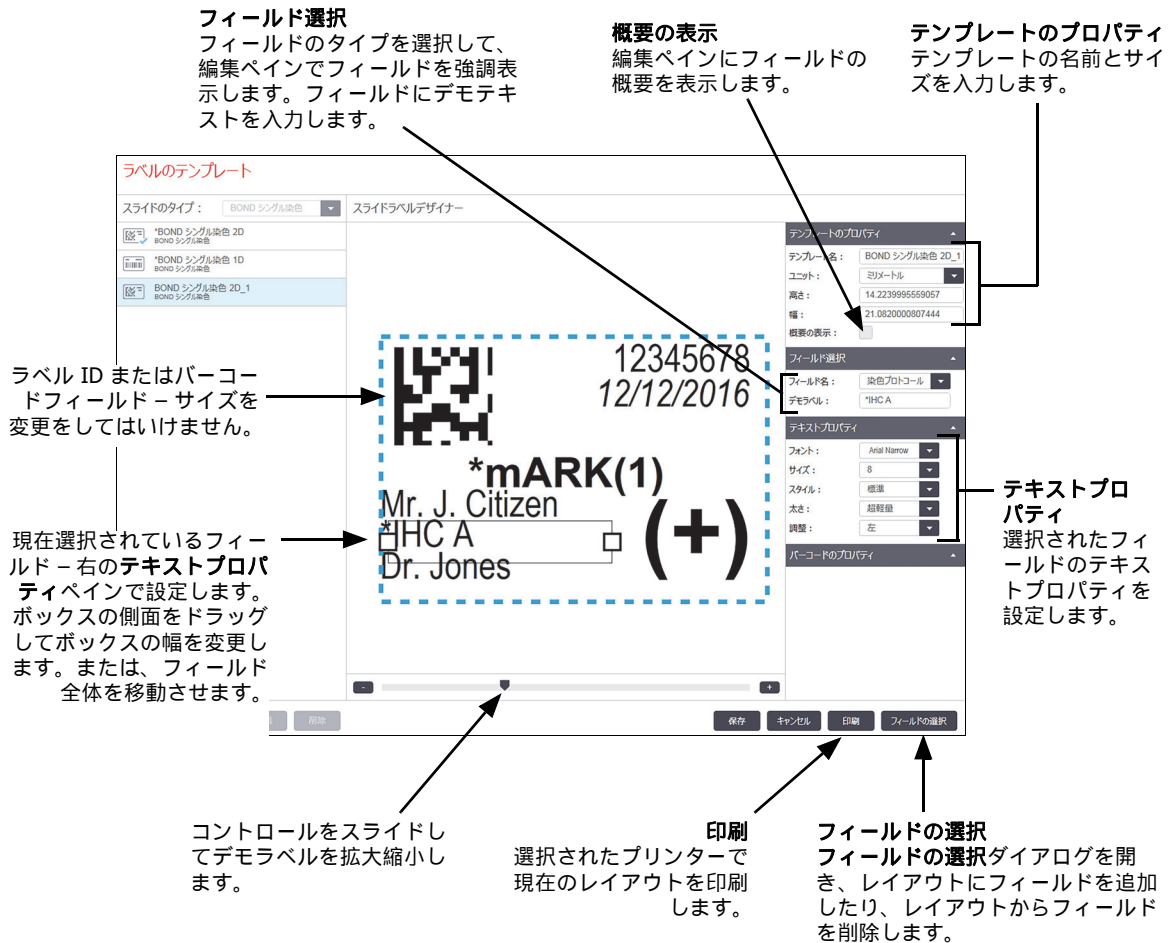 フィールド選択
フィールドのタイプを選択して、
編集ペインでフィールドを強調表
示します。フィールドにデモテキ
ストを入力します。
概要の表示
編集ペインにフィールドの
概要を表示します。
テンプレートのプロパティ
テンプレートの名前とサイ
ズを入力します。
ラベルのテンプレート
スライドのタイプ： BOND シングル染色
*BOND シングル染色 2D
BOND シングル染色
*BOND シングル染色 1D
BOND シングル染色
BOND シングル染色 2D_1
BOND シングル染色
スライドラベルデザイナー
12345678
12/12/2016
*mARK(1)
Mr. J. Citizen
*IHC A
Dr. Jones
(+)
テンプレートのプロパティ
テンプレート名： BOND シングル染色 2D_1
ユニット： ミリメートル
高さ： 14.2239995559057
幅： 21.0820000807444
概要の表示：
フィールド選択
フィールド名： 染色プロトコール
デモラベル： *IHC A
テキストプロパティ
フォント： Arial Narrow
サイズ： 8
スタイル： 標準
太さ： 超軽量
調整： 左
バーコードのプロパティ
ラベル ID またはバーコー
ドフィールド – サイズを
変更をしてはいけません。
現在選択されているフィー
ルド – 右のテキストプロパ
ティペインで設定します。
ボックスの側面をドラッグ
してボックスの幅を変更し
ます。または、フィールド
全体を移動させます。
テキストプロ
パティ
選択されたフィ
ールドのテキス
トプロパティを
設定します。
-
+
削除
保存
キャンセル
印刷
フィールドの選択
コントロールをスライドし
てデモラベルを拡大縮小し
ます。
印刷
選択されたプリンターで
現在のレイアウトを印刷
します。
フィールドの選択
フィールドの選択ダイアログを開
き、レイアウトにフィールドを追加
したり、レイアウトからフィールド
を削除します。